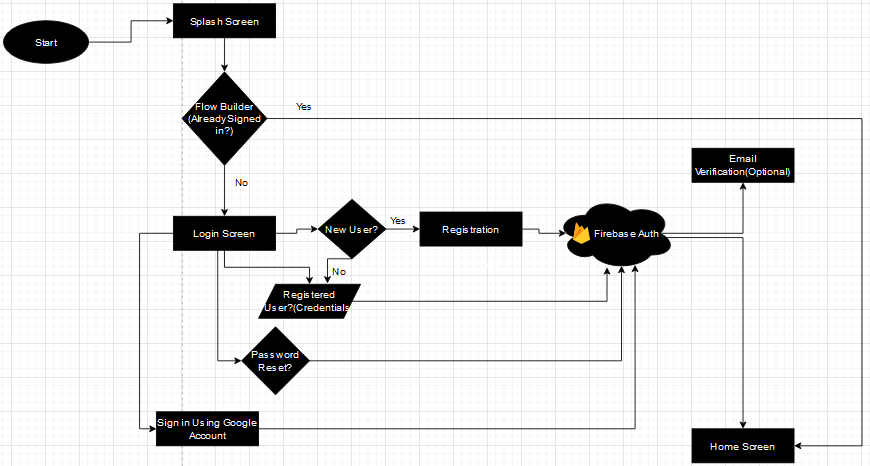 Splash Screen
Start
Flow Builder
(Already Signed
in?)
Yes
Email
Verification(Optional)
No
Login Screen
New User?
Yes
Registration
Firebase Auth
No
Registered
User?(Credentials
Password
Reset?
Sign in Using Google
Account
Home Screen